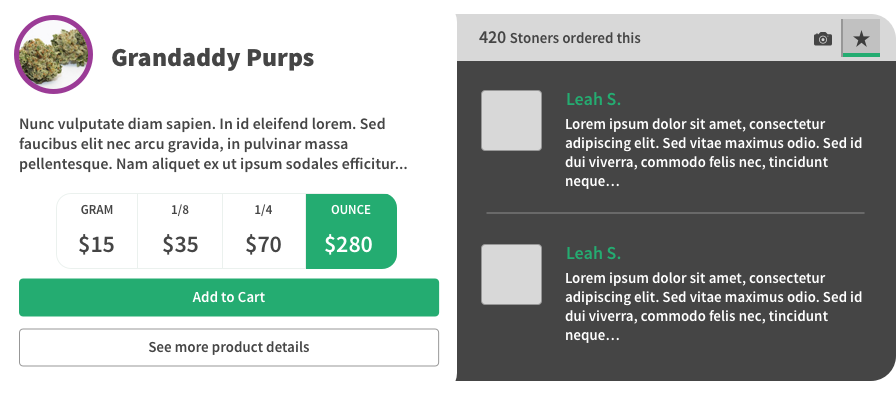 Grandaddy Purps
Nunc vulputate diam sapien. In id eleifend lorem. Sed
faucibus elit nec arcu gravida, in pulvinar massa
pellentesque. Nam aliquet ex ut ipsum sodales efficitur...
GRAM 1/8 1/4 OUNCE
$15 $35 $70 $280
Add to Cart
See more product details
420 Stoners ordered this
Leah S.
Lorem ipsum dolor sit amet, consectetur
adipiscing elit. Sed vitae maximus odio. Sed id
dui viverra, commodo felis nec, tincidunt
neque...
Leah S.
Lorem ipsum dolor sit amet, consectetur
adipiscing elit. Sed vitae maximus odio. Sed id
dui viverra, commodo felis nec, tincidunt
neque...